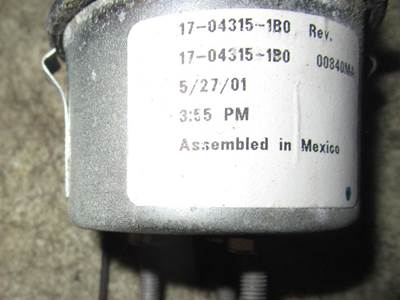 17-04315-1B0 Rev.
17-04315-1B0 00840MA
5/27/01
3:55 PM
Assembled in Mexico